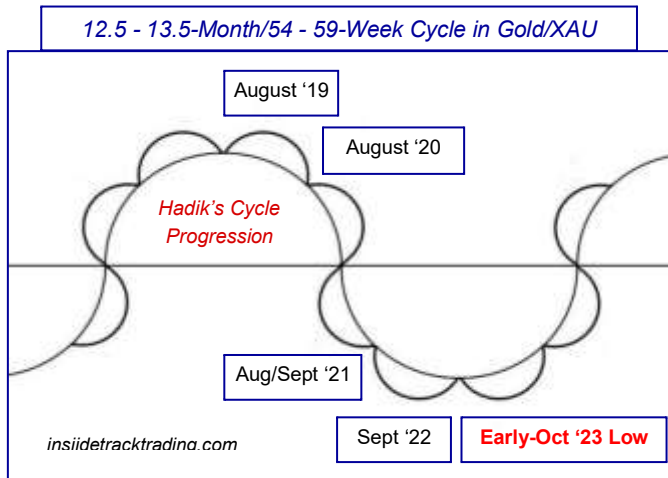 12.5 - 13.5-Month/54 - 59-Week Cycle in Gold/XAU
August ‘19
August ‘20
Hadik’s Cycle
Progression
Aug/Sept ‘21
Sept ‘22
Early-Oct ‘23 Low
insiidetracktrading.com